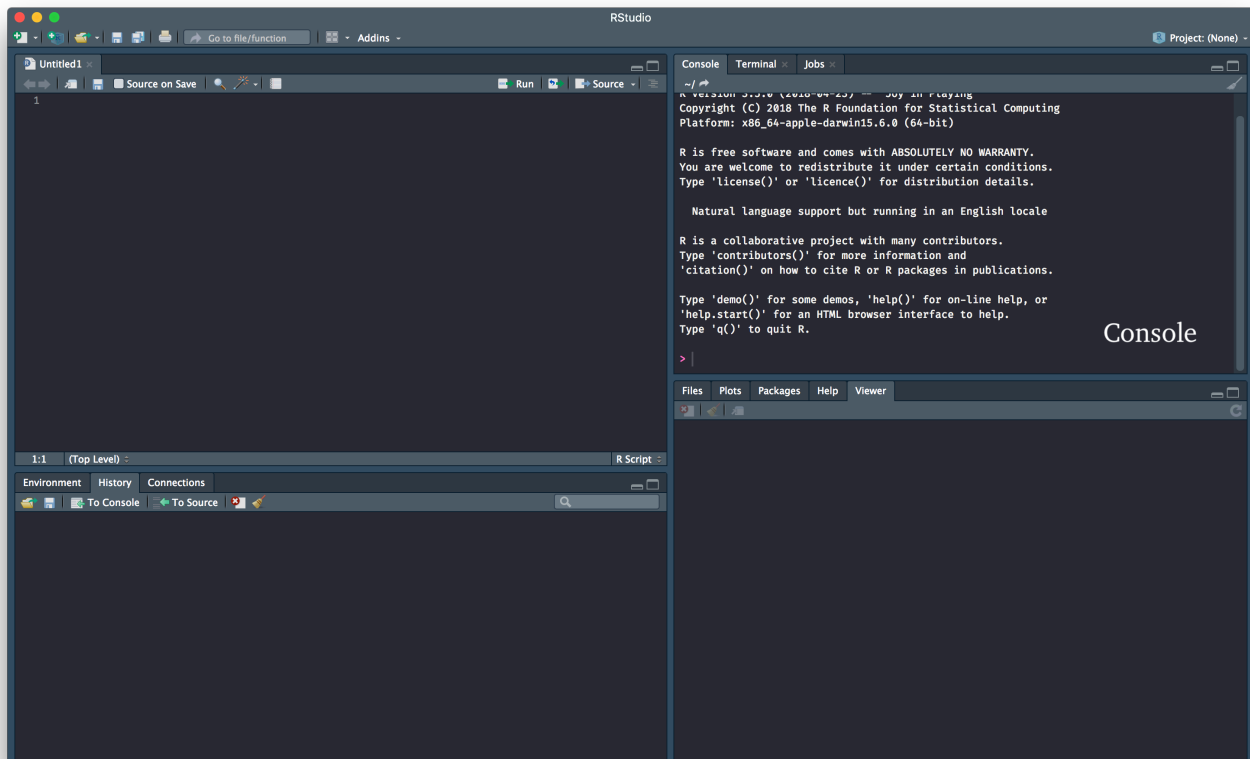 RStudio
Go to file/function
Addins
Project: (None)
Untitled1
Source on Save
Run
Source
1
1:1 (Top Level)
R Script
Environment History Connections
To Console To Source
Console Terminal Jobs
~/
Copyright (C) 2018 The R Foundation for Statistical Computing
Platform: x86_64-apple-darwin15.6.0 (64-bit)
R is free software and comes with ABSOLUTELY NO WARRANTY.
You are welcome to redistribute it under certain conditions.
Type 'license()' or 'licence()' for distribution details.
Natural language support but running in an English locale
R is a collaborative project with many contributors.
Type 'contributors()' for more information and
'citation()' on how to cite R or R packages in publications.
Type 'demo()' for some demos, 'help()' for on-line help, or
'help.start()' for an HTML browser interface to help.
Type 'q()' to quit R.
>
Console
Files Plots Packages Help Viewer